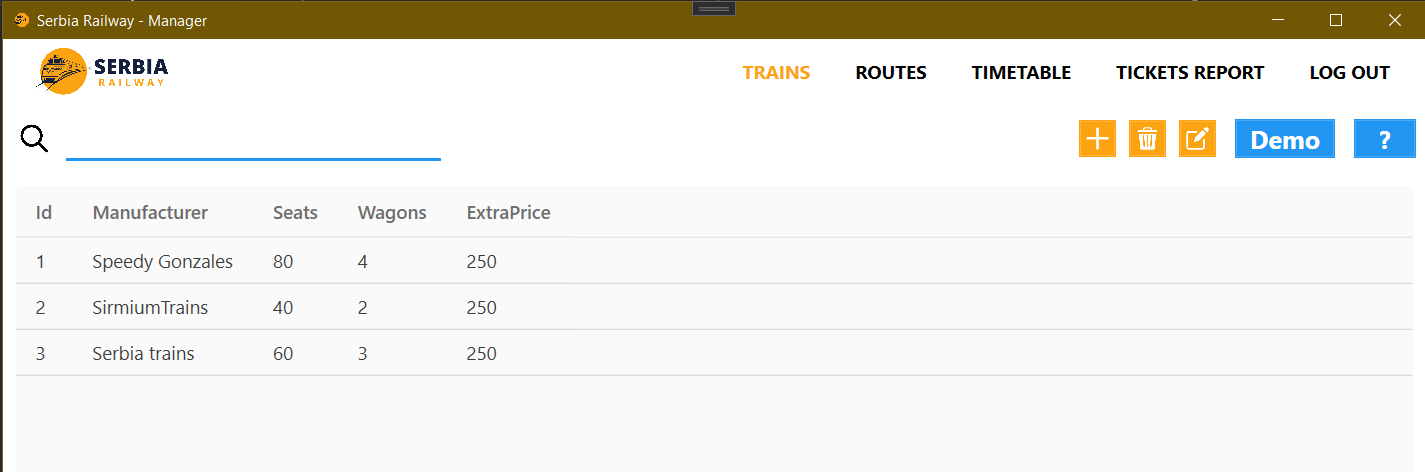 Serbia Railway - Manager
SERBIA
RAILWAY
TRAINS ROUTES TIMETABLE TICKETS REPORT LOG OUT
Demo ?
Id Manufacturer Seats Wagons ExtraPrice
1 Speedy Gonzales 80 4 250
2 SirmiumTrains 40 2 250
3 Serbia trains 60 3 250